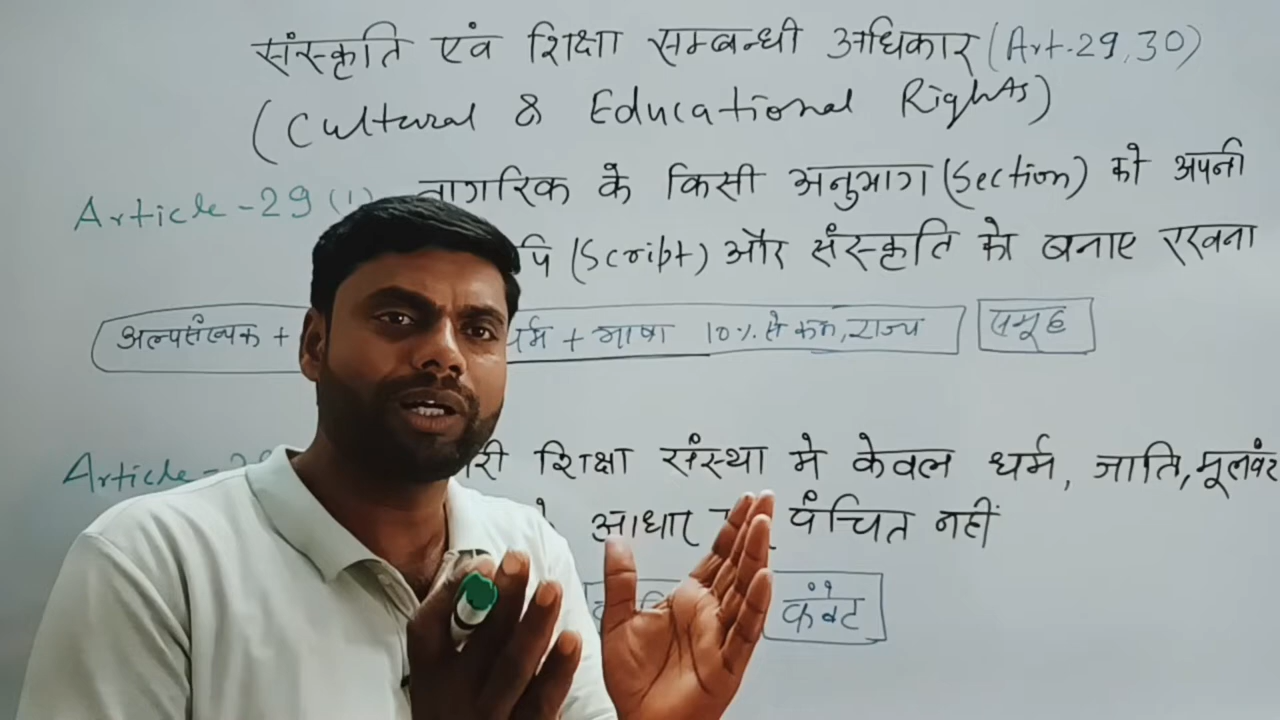 संस्कृति एवं शिक्षा सम्बन्धी अधिकार (Art.29,30)
(Cultural & Educational Rights)
Article-29 (1) नागरिक के किसी अनुभाग (Section) को अपनी
पि (Script) और संस्कृति को बनाए रखना
अल्पसंख्यक + र्म + भाषा 10% से कम, राज्य समूह
Article-29 री शिक्षा संस्था मे केवल धर्म, जाति, मूलवंश
आधार वंचित नहीं